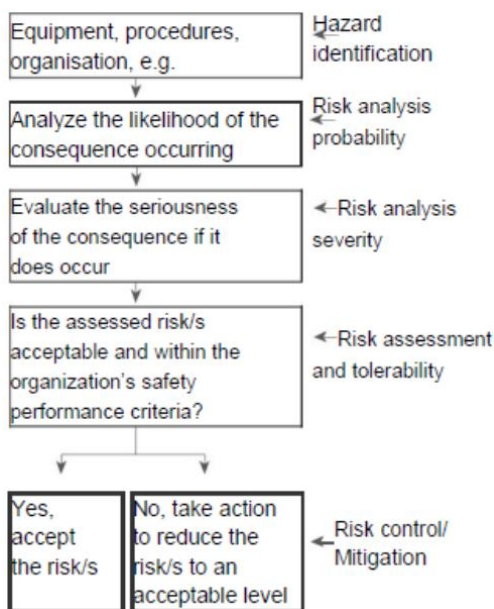 Equipment, procedures,
organisation, e.g.
Hazard
identification
Analyze the likelihood of the
consequence occurring
Risk analysis
probability
Evaluate the seriousness
of the consequence if it
does occur
Risk analysis
severity
Is the assessed risk/s
acceptable and within the
organization's safety
performance criteria?
Risk assessment
and tolerability
Yes,
accept
the risk/s
No, take action
to reduce the
risk/s to an
acceptable level
Risk control/
Mitigation